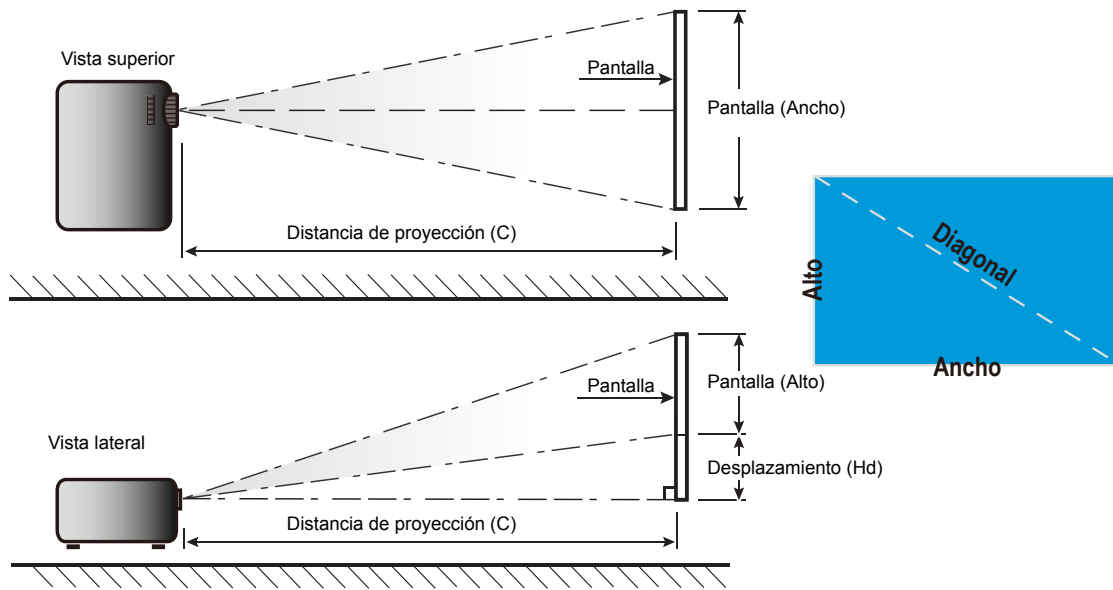 Vista superior
Pantalla
Pantalla (Ancho)
Distancia de proyección (C)
Diagonal
Alto
Ancho
Pantalla
Pantalla (Alto)
Vista lateral
Desplazamiento (Hd)
Distancia de proyección (C)